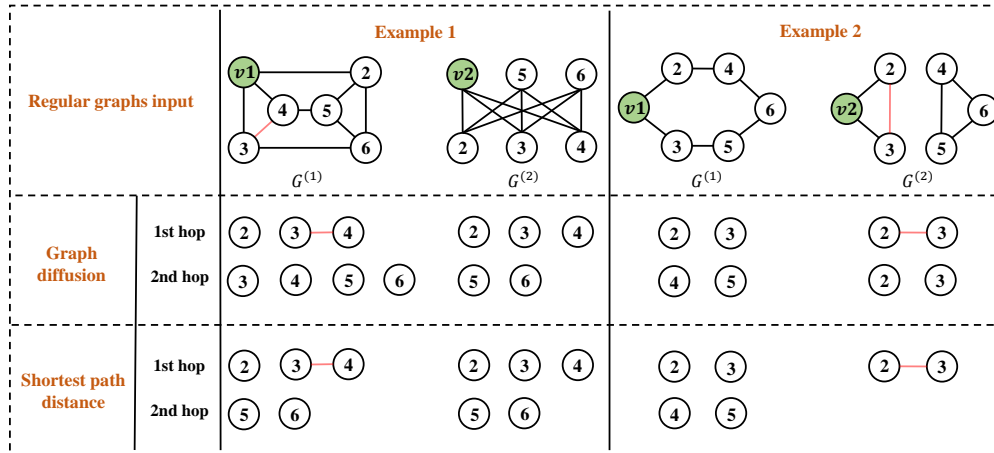 Example 1
Example 2
Regular graphs input
v1 2 4 5 3 6
G(1)
v2 5 6 2 3 4
G(2)
2 4 v1 6 3 5
G(1)
2 4 v2 6 3 5
G(2)
Graph
diffusion
1st hop
2 3 4
2 3 4
2 3
2 3
2nd hop
3 4 5 6
5 6
4 5
2 3
Shortest path
distance
1st hop
2 3 4
2 3 4
2 3
2 3
2nd hop
5 6
5 6
4 5